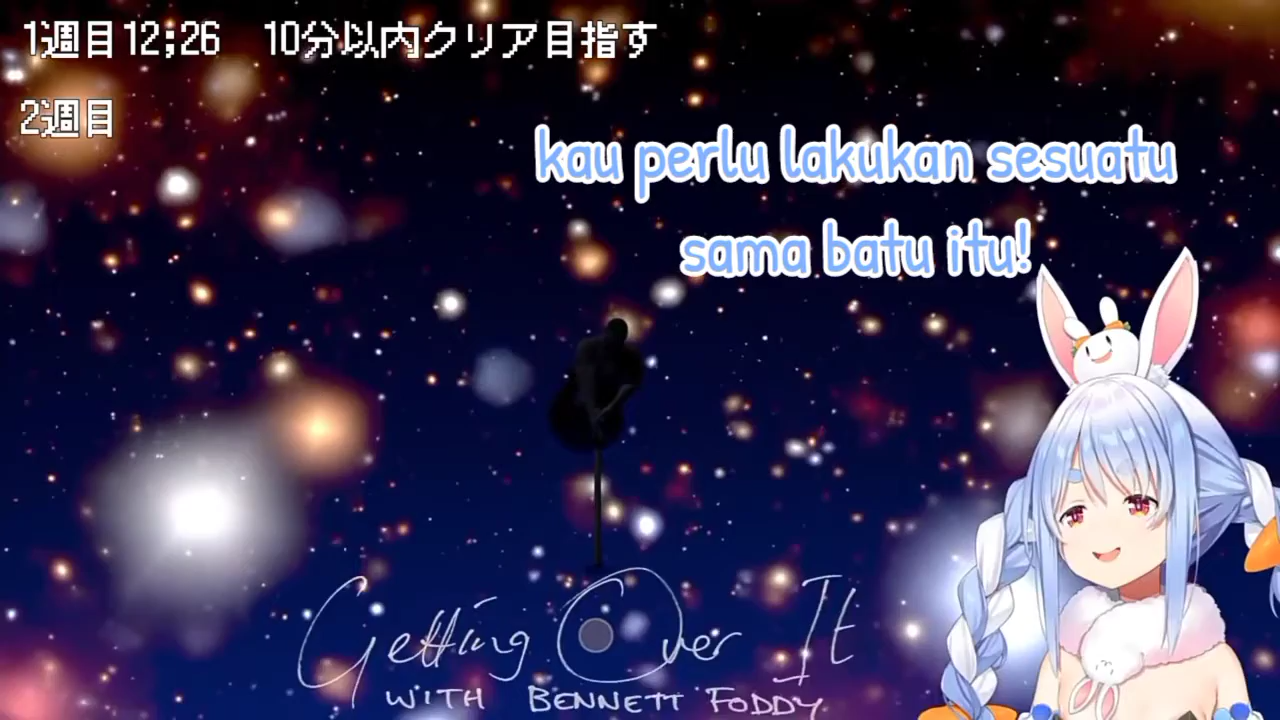 1週目12;26 10分以内クリア目指す
2週目
kau perlu lakukan sesuatu
sama batu itu!
Getting Over It
WITH BENNETT FODDY